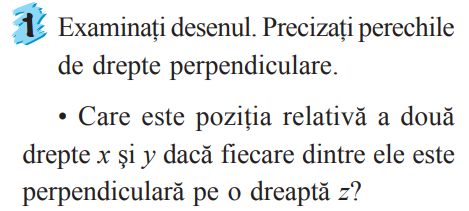 1 Examinați desenul. Precizați perechile
de drepte perpendiculare.
• Care este poziția relativă a două
drepte x şi y dacă fiecare dintre ele este
perpendiculară pe o dreaptă z?